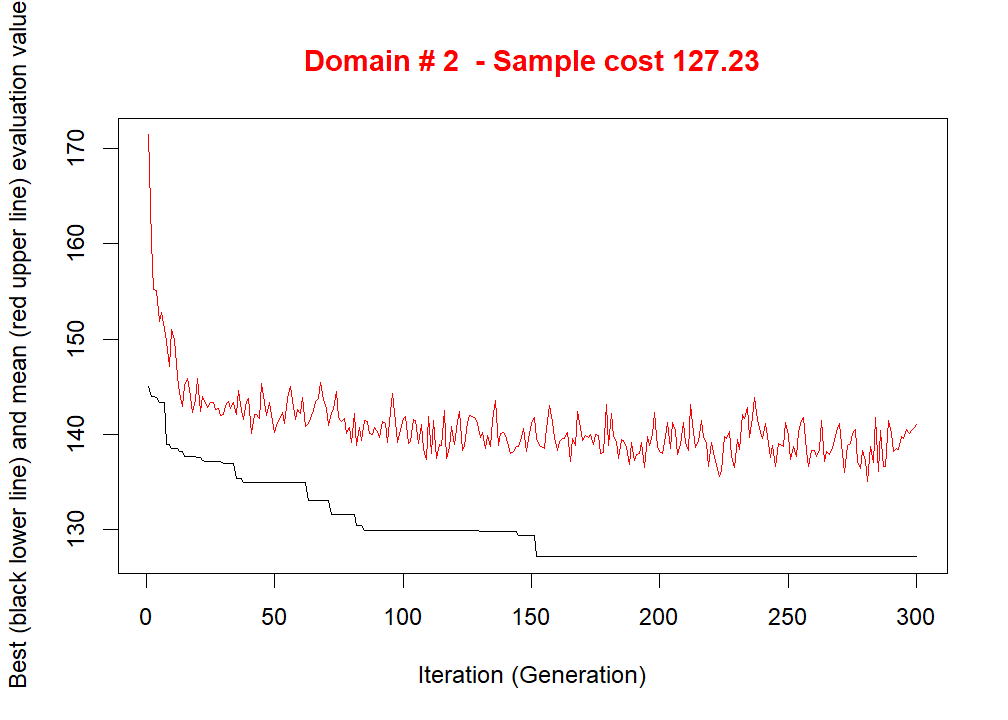 Domain # 2  - Sample cost 127.23
Best (black lower line) and mean (red upper line) evaluation value
170
160
150
140
130
0 50 100 150 200 250 300
Iteration (Generation)